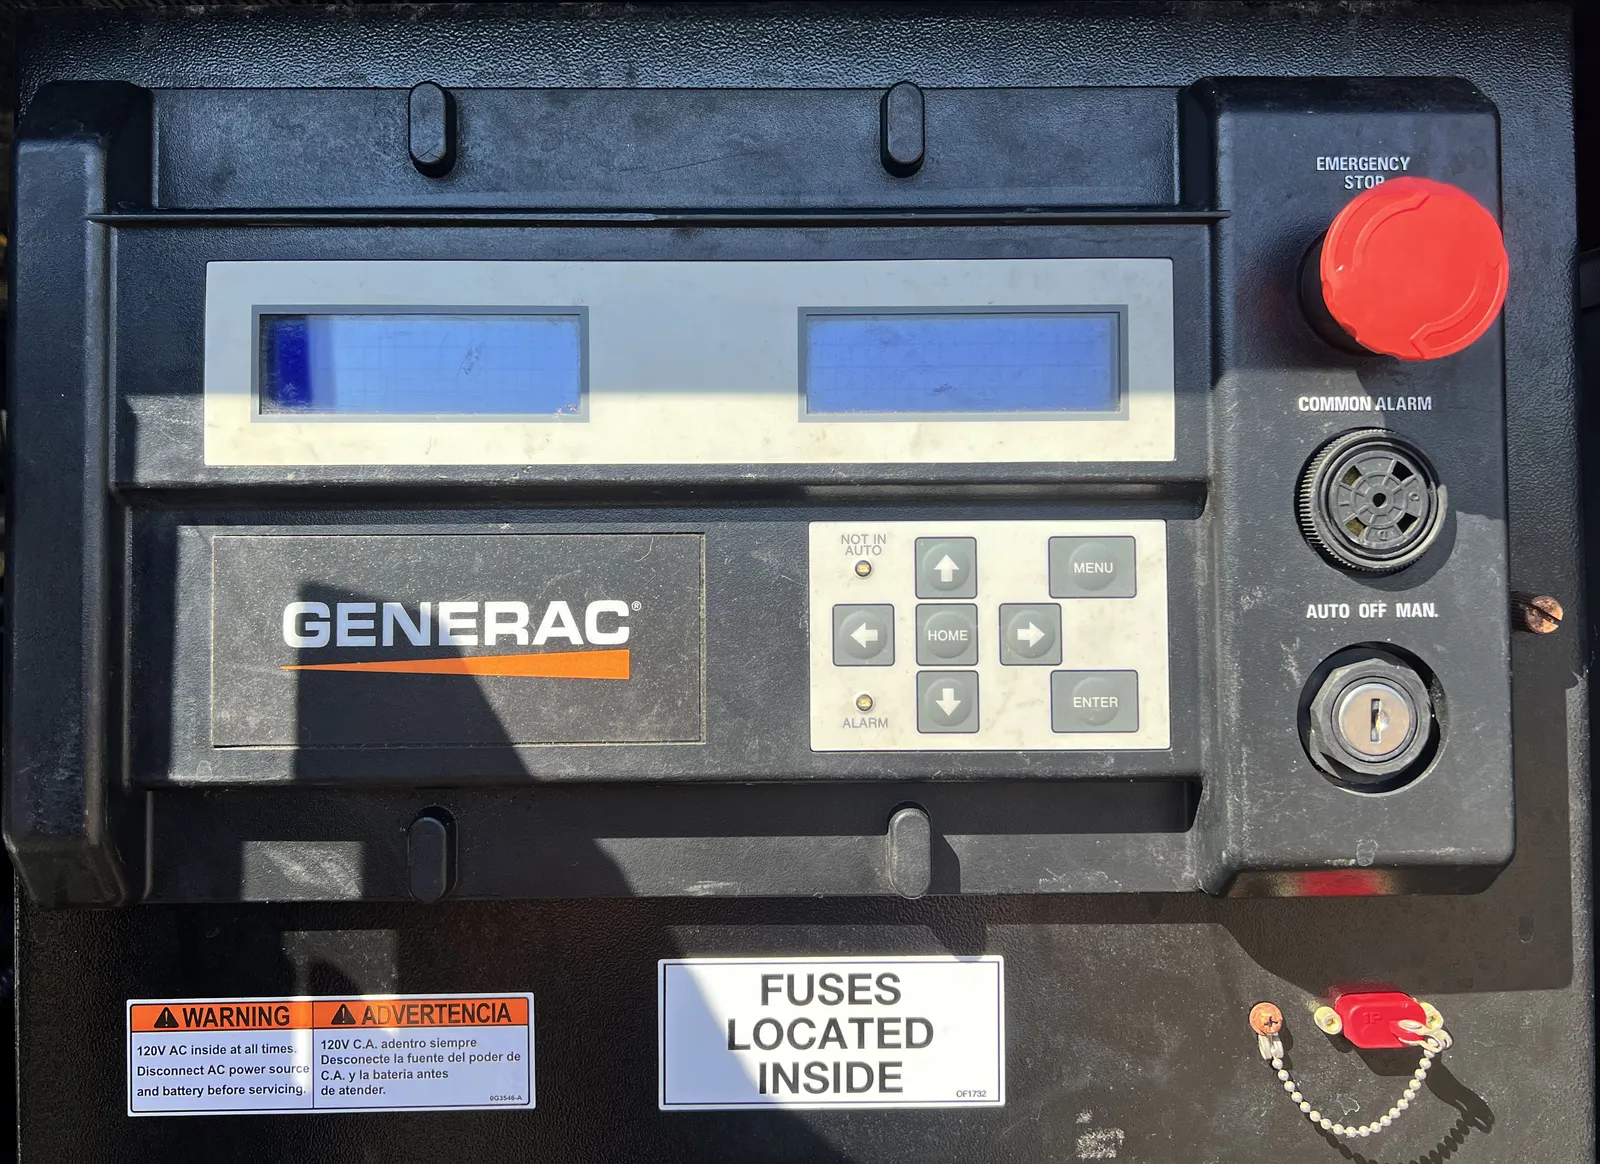 EMERGENCY
STOP
COMMON ALARM
AUTO OFF MAN.
GENERAC®
NOT IN
AUTO
MENU
HOME
ENTER
ALARM
WARNING
120V AC inside at all times.
Disconnect AC power source
and battery before servicing.
ADVERTENCIA
120V C.A. adentro siempre
Desconecte la fuente del poder de
C.A. y la bateria antes
de atender.
0G3546-A
FUSES
LOCATED
INSIDE
OF1732